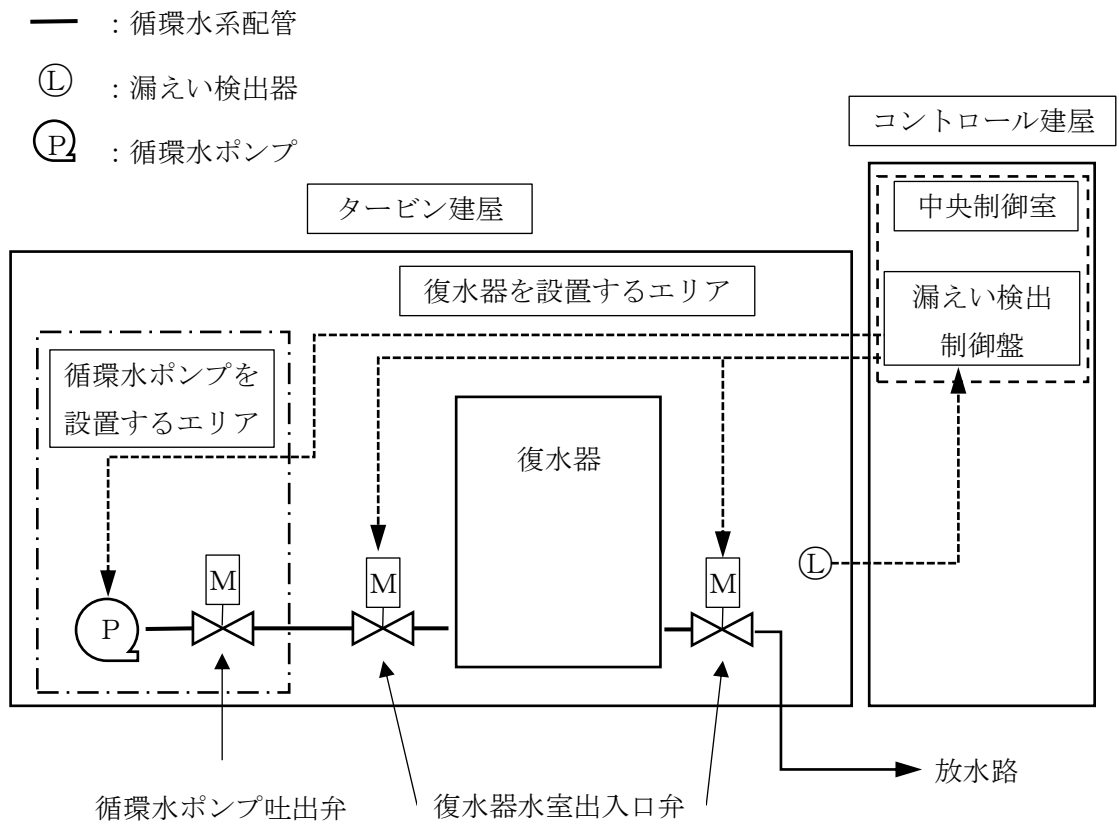 ：循環水系配管
L ：漏えい検出器
P ：循環水ポンプ
コントロール建屋
タービン建屋
中央制御室
復水器を設置するエリア
漏えい検出
制御盤
循環水ポンプを
設置するエリア
復水器
M
M
M
L
P
放水路
循環水ポンプ吐出弁
復水器水室出入口弁